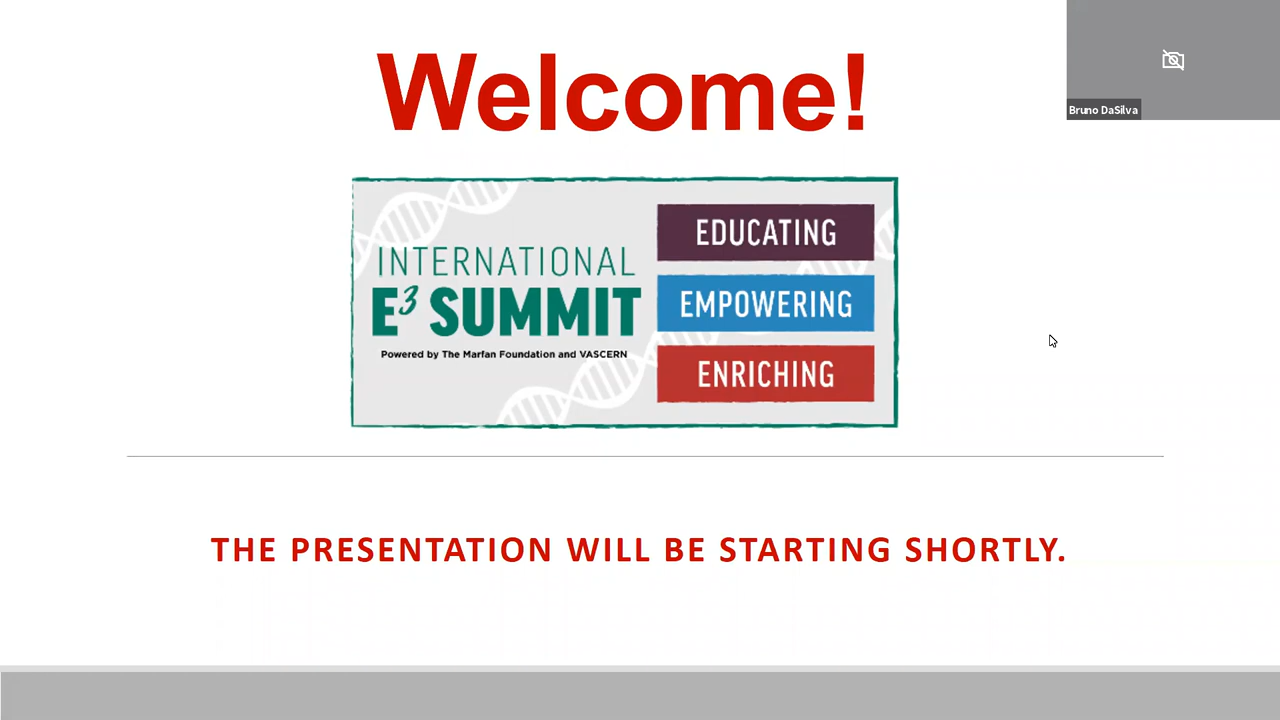 Welcome!
Bruno DaSilva
INTERNATIONAL
E³ SUMMIT
Powered by The Marfan Foundation and VASCERN
EDUCATING
EMPOWERING
ENRICHING
THE PRESENTATION WILL BE STARTING SHORTLY.